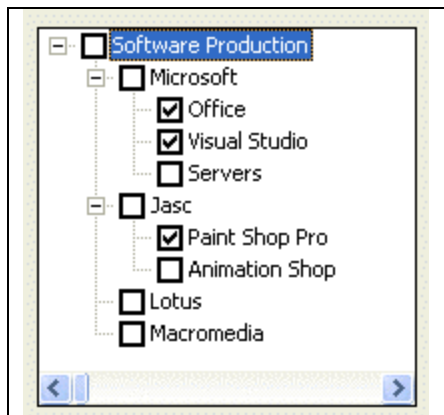 Software Production
Microsoft
Office
Visual Studio
Servers
Jasc
Paint Shop Pro
Animation Shop
Lotus
Macromedia